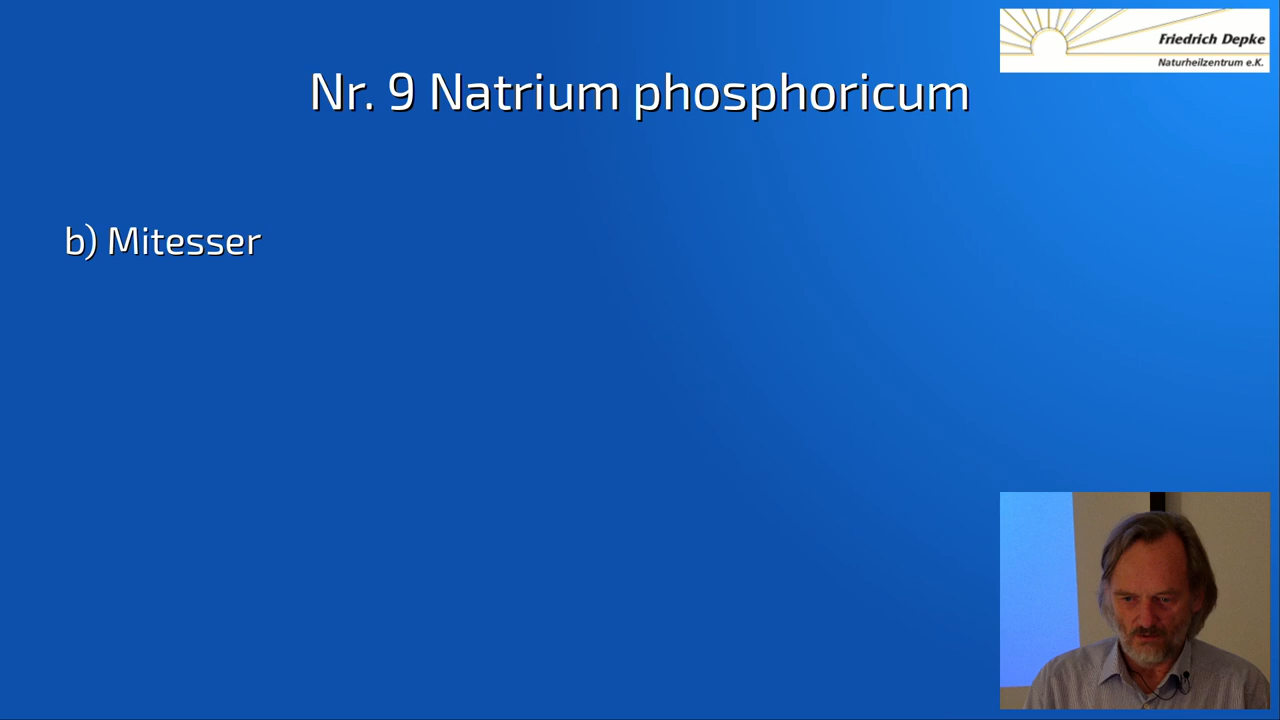 Friedrich Depke
Naturheilzentrum e.K.
Nr. 9 Natrium phosphoricum
b) Mitesser